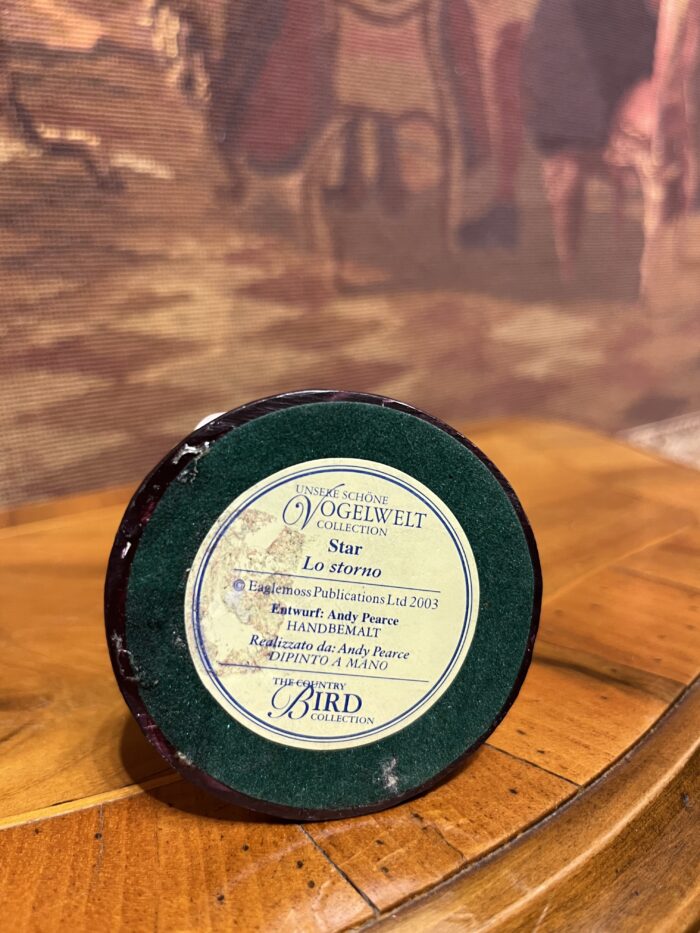 UNSERE SCHÖNE
VOGELWELT
COLLECTION
Star
Lo storno
© Eaglemoss Publications Ltd 2003
Entwurf: Andy Pearce
HANDBEMALT
Realizzato da: Andy Pearce
DIPINTO A MANO
THE COUNTRY
BIRD
COLLECTION